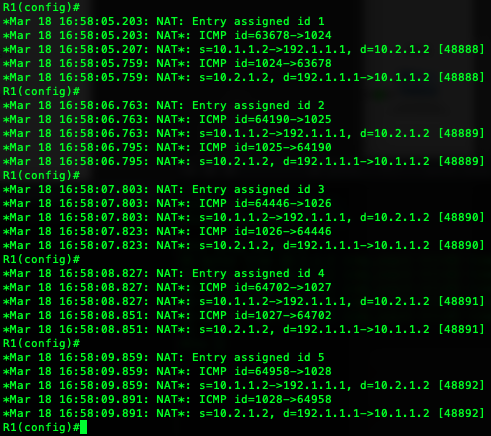 R1(config)#
*Mar 18 16:58:05.203: NAT: Entry assigned id 1
*Mar 18 16:58:05.203: NAT*: ICMP id=63678->1024
*Mar 18 16:58:05.207: NAT*: s=10.1.1.2->192.1.1.1, d=10.2.1.2 [48888]
*Mar 18 16:58:05.759: NAT*: ICMP id=1024->63678
*Mar 18 16:58:05.759: NAT*: s=10.2.1.2, d=192.1.1.1->10.1.1.2 [48888]
R1(config)#
*Mar 18 16:58:06.763: NAT: Entry assigned id 2
*Mar 18 16:58:06.763: NAT*: ICMP id=64190->1025
*Mar 18 16:58:06.763: NAT*: s=10.1.1.2->192.1.1.1, d=10.2.1.2 [48889]
*Mar 18 16:58:06.795: NAT*: ICMP id=1025->64190
*Mar 18 16:58:06.795: NAT*: s=10.2.1.2, d=192.1.1.1->10.1.1.2 [48889]
R1(config)#
*Mar 18 16:58:07.803: NAT: Entry assigned id 3
*Mar 18 16:58:07.803: NAT*: ICMP id=64446->1026
*Mar 18 16:58:07.803: NAT*: s=10.1.1.2->192.1.1.1, d=10.2.1.2 [48890]
*Mar 18 16:58:07.823: NAT*: ICMP id=1026->64446
*Mar 18 16:58:07.823: NAT*: s=10.2.1.2, d=192.1.1.1->10.1.1.2 [48890]
R1(config)#
*Mar 18 16:58:08.827: NAT: Entry assigned id 4
*Mar 18 16:58:08.827: NAT*: ICMP id=64702->1027
*Mar 18 16:58:08.827: NAT*: s=10.1.1.2->192.1.1.1, d=10.2.1.2 [48891]
*Mar 18 16:58:08.851: NAT*: ICMP id=1027->64702
*Mar 18 16:58:08.851: NAT*: s=10.2.1.2, d=192.1.1.1->10.1.1.2 [48891]
R1(config)#
*Mar 18 16:58:09.859: NAT: Entry assigned id 5
*Mar 18 16:58:09.859: NAT*: ICMP id=64958->1028
*Mar 18 16:58:09.859: NAT*: s=10.1.1.2->192.1.1.1, d=10.2.1.2 [48892]
*Mar 18 16:58:09.891: NAT*: ICMP id=1028->64958
*Mar 18 16:58:09.891: NAT*: s=10.2.1.2, d=192.1.1.1->10.1.1.2 [48892]
R1(config)#